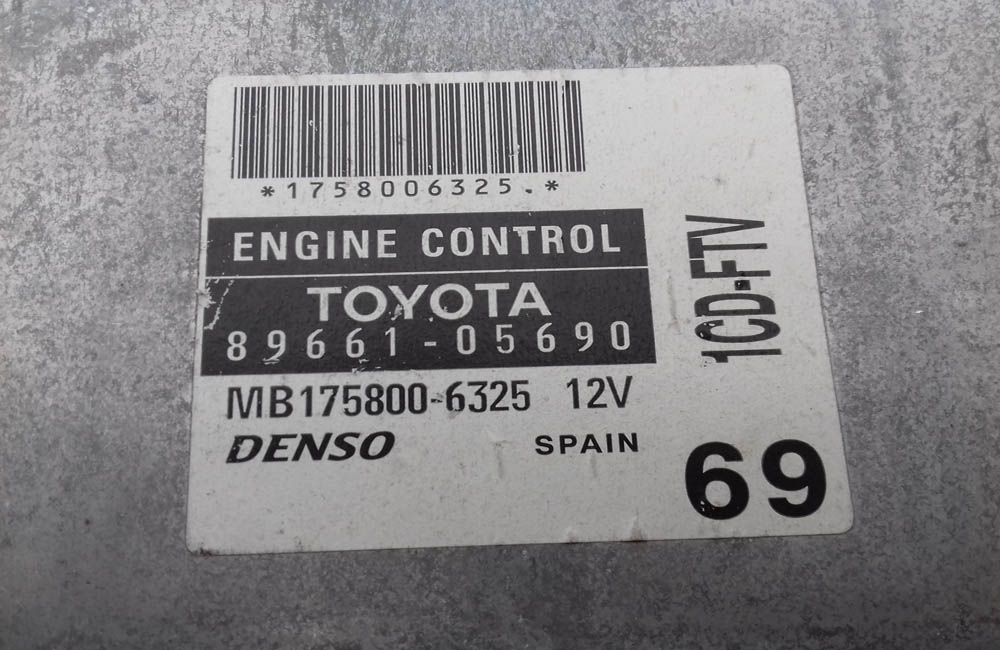 *1758006325.*
ENGINE CONTROL
TOYOTA
89661-05690
MB175800-6325 12V
DENSO SPAIN
1CD-FTV
69